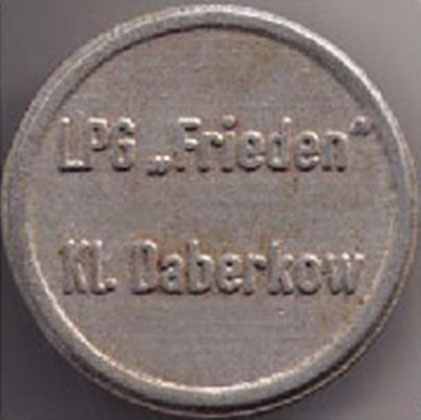 LPG „Frieden“
Kl. Daberkow